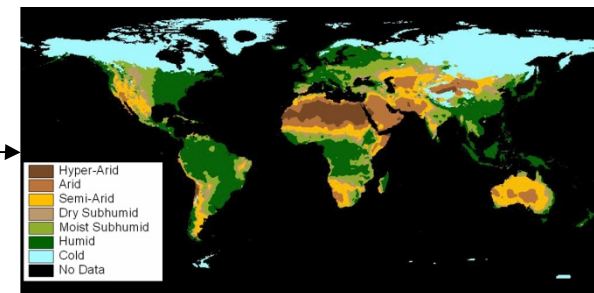 Hyper-Arid
Arid
Semi-Arid
Dry Subhumid
Moist Subhumid
Humid
Cold
No Data